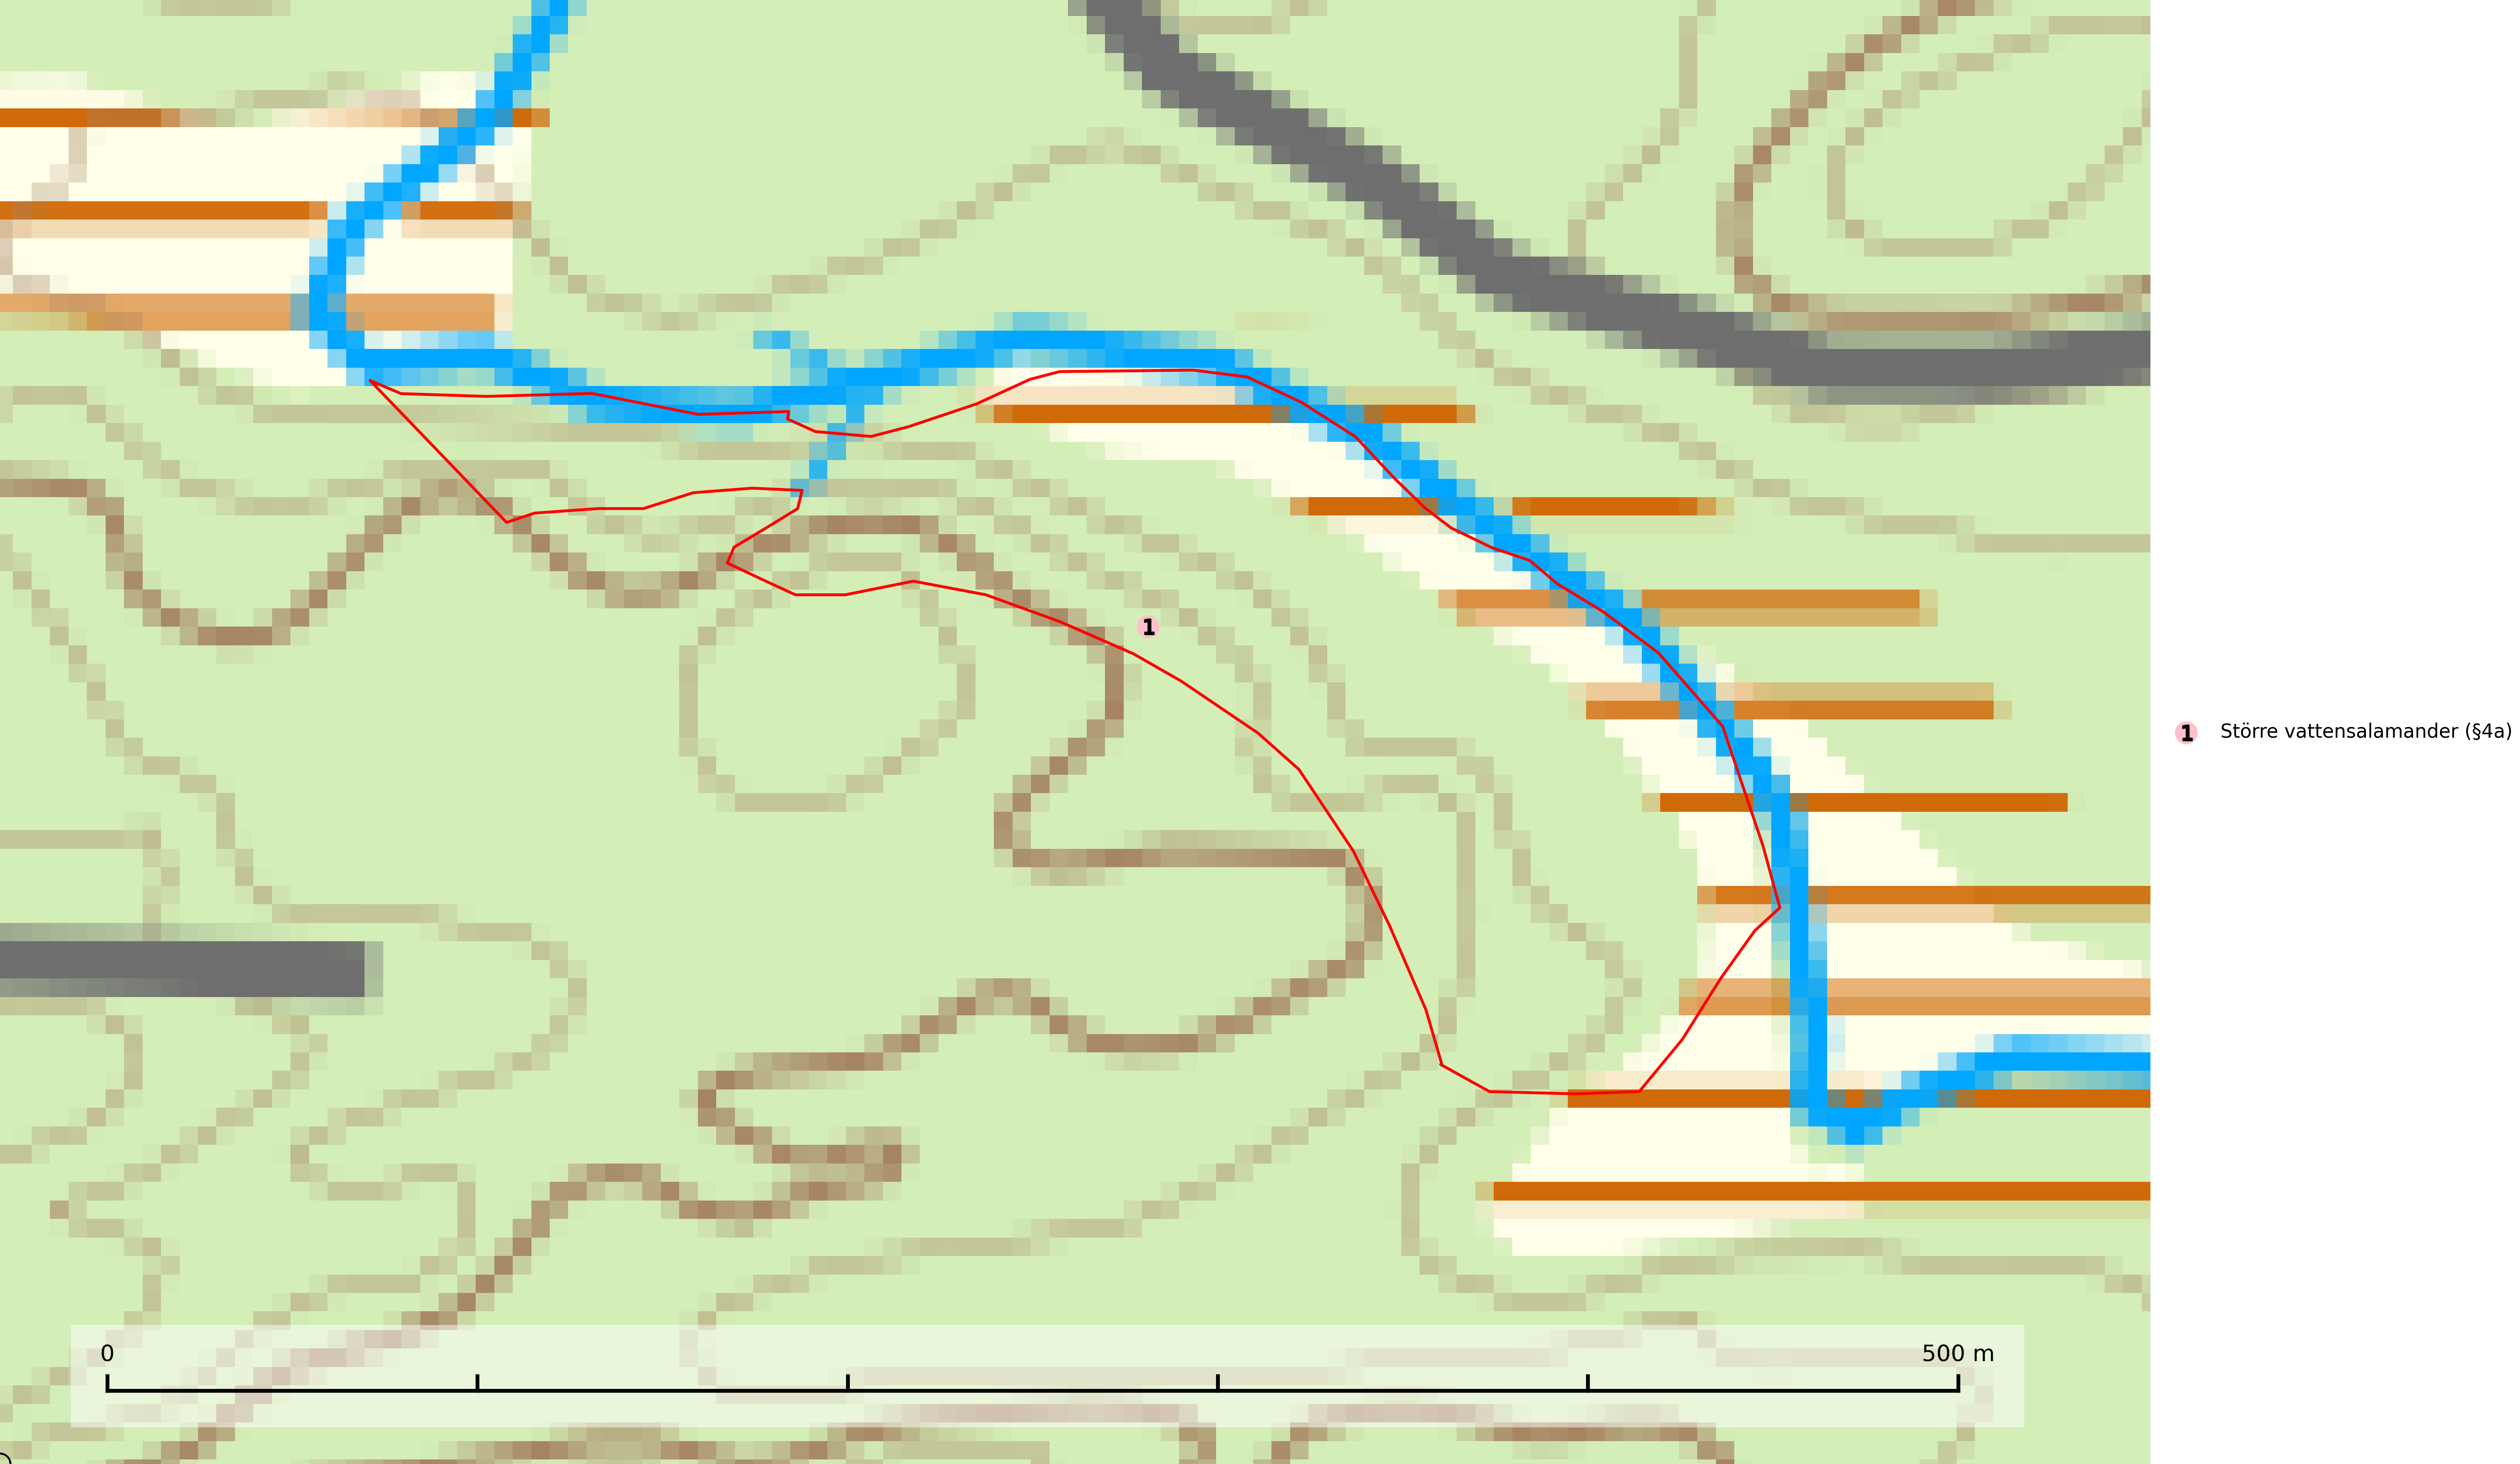 1
1 Större vattensalamander (§4a)
0 500 m